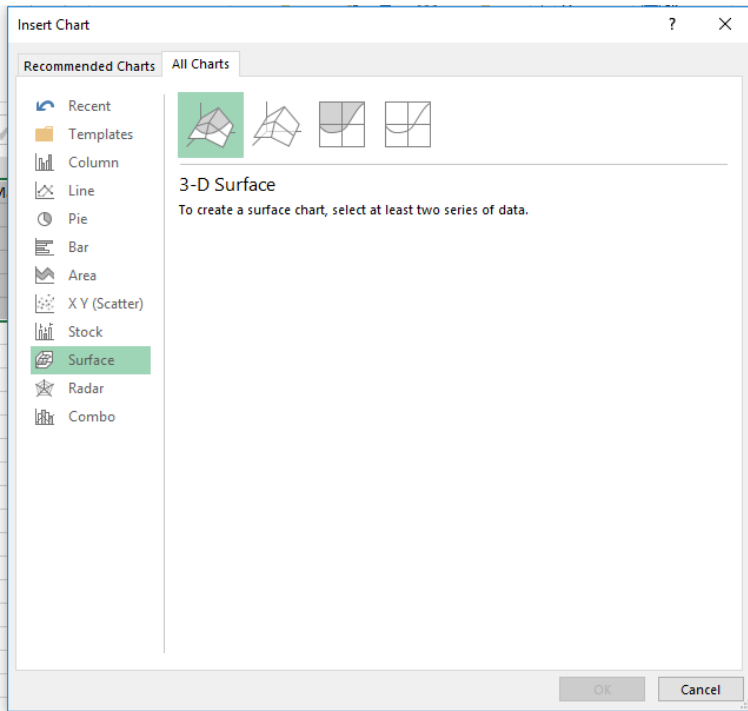 Insert Chart
?
Recommended Charts
All Charts
Recent
Templates
Column
Line
Pie
Bar
Area
X Y (Scatter)
Stock
Surface
Radar
Combo
3-D Surface
To create a surface chart, select at least two series of data.
OK
Cancel